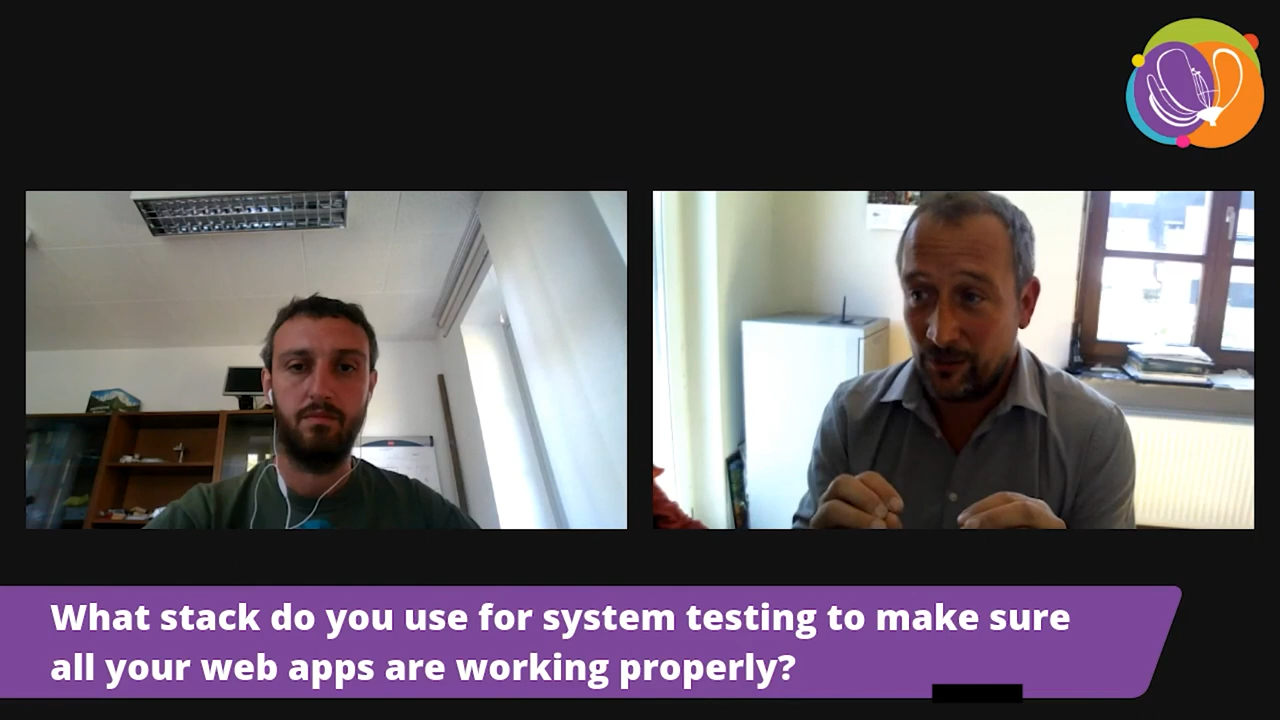 What stack do you use for system testing to make sure
all your web apps are working properly?